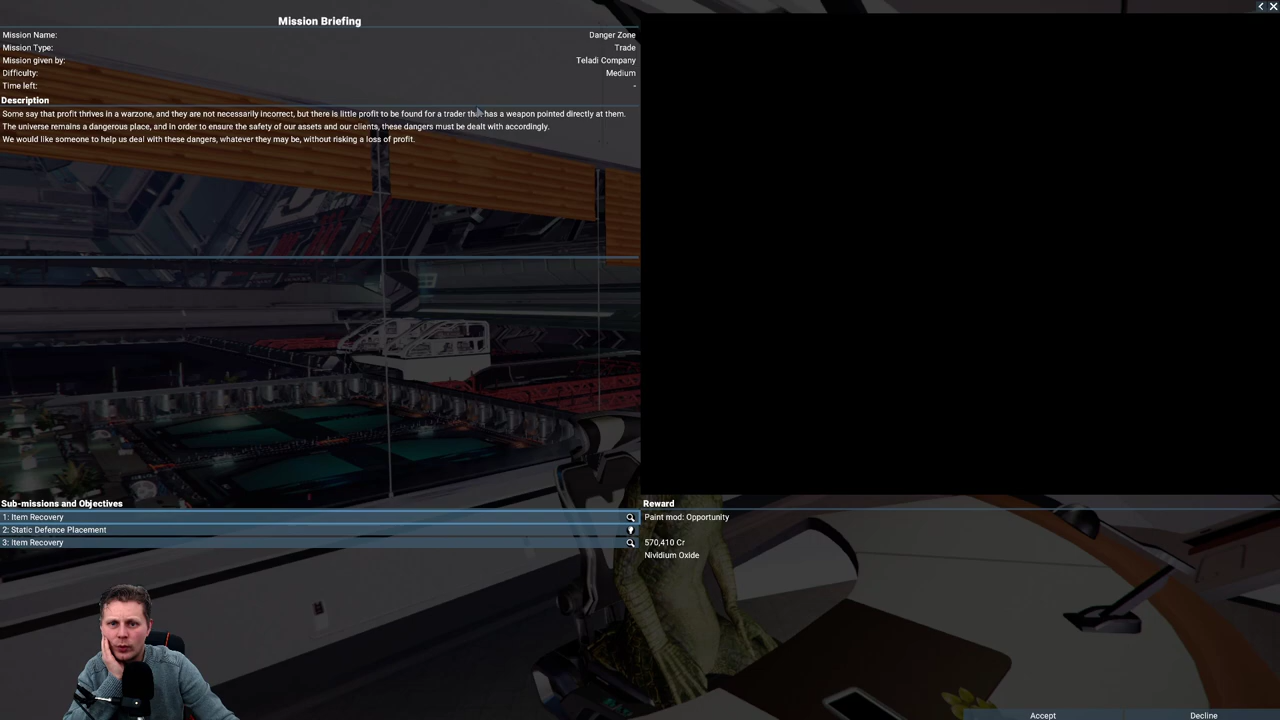 Mission Briefing
Mission Name: Danger Zone
Mission Type: Trade
Mission given by: Teladi Company
Difficulty: Medium
Time left: -
Description
Some say that profit thrives in a warzone, and they are not necessarily incorrect, but there is little profit to be found for a trader that has a weapon pointed directly at them.
The universe remains a dangerous place, and in order to ensure the safety of our assets and our clients, these dangers must be dealt with accordingly.
We would like someone to help us deal with these dangers, whatever they may be, without risking a loss of profit.
Sub-missions and Objectives
1: Item Recovery
2: Static Defence Placement
3: Item Recovery
Reward
Paint mod: Opportunity
570,410 Cr
Nividium Oxide
Accept
Decline